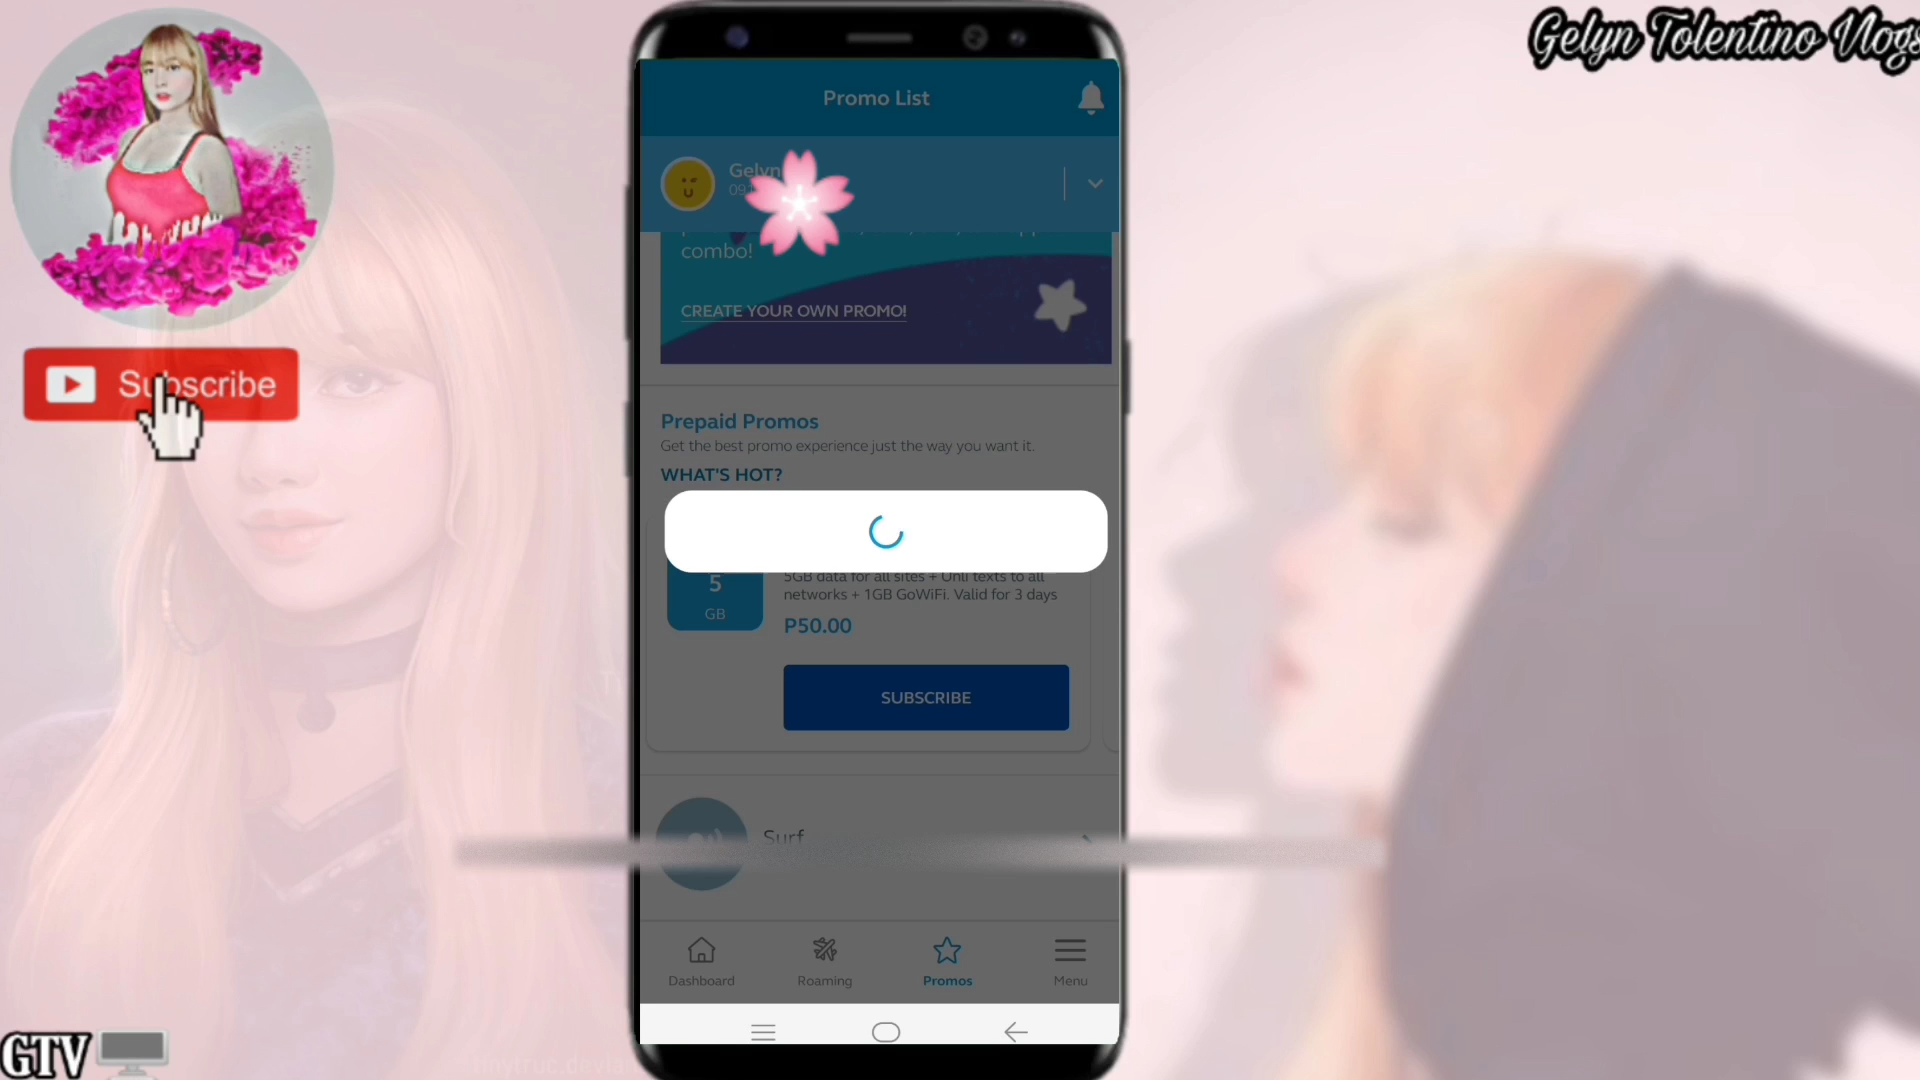 Gelyn Tolentino Vlogs
Promo List
Gelyn
combo!
CREATE YOUR OWN PROMO!
Subscribe
Prepaid Promos
Get the best promo experience just the way you want it.
WHAT'S HOT?
5
GB
5GB data for all sites + Unli texts to all
networks + 1GB GoWiFi. Valid for 3 days
P50.00
SUBSCRIBE
Surf
Dashboard
Roaming
Promos
Menu
GTV